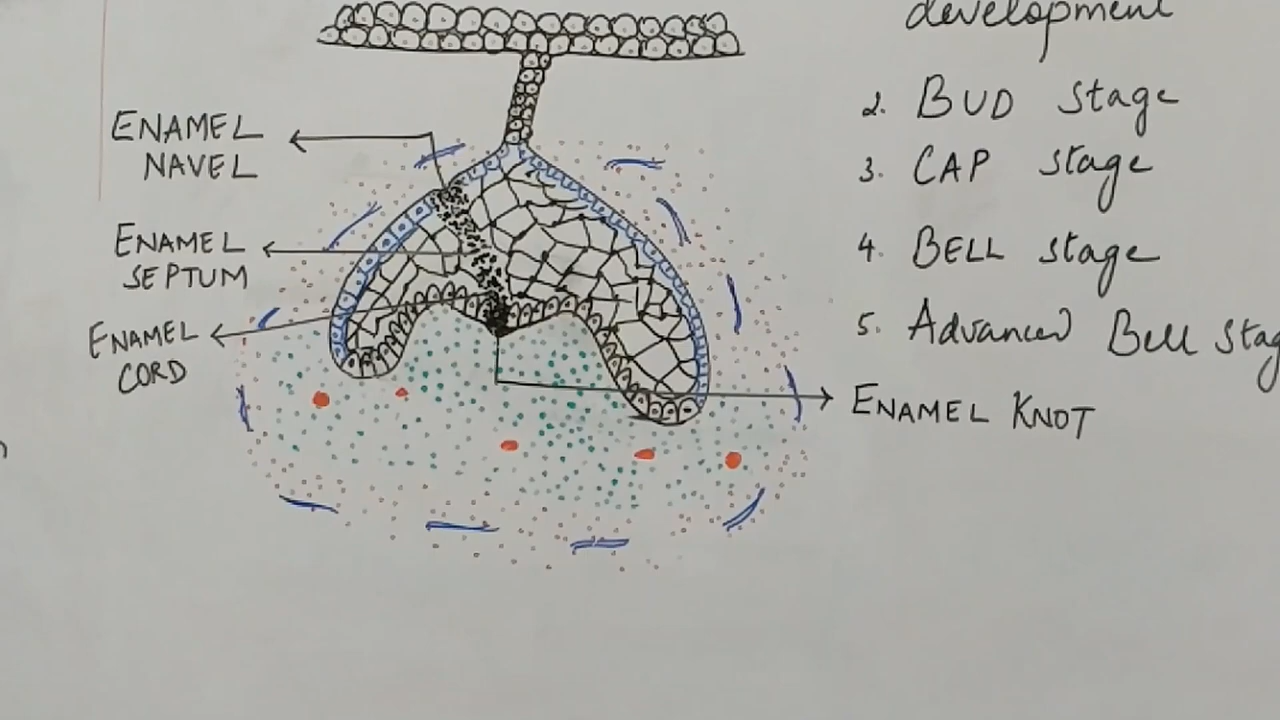 development
ENAMEL
NAVEL
2. BUD stage
3. CAP stage
ENAMEL
SEPTUM
4. BELL stage
ENAMEL
CORD
5. Advanced Bell Stag
ENAMEL KNOT